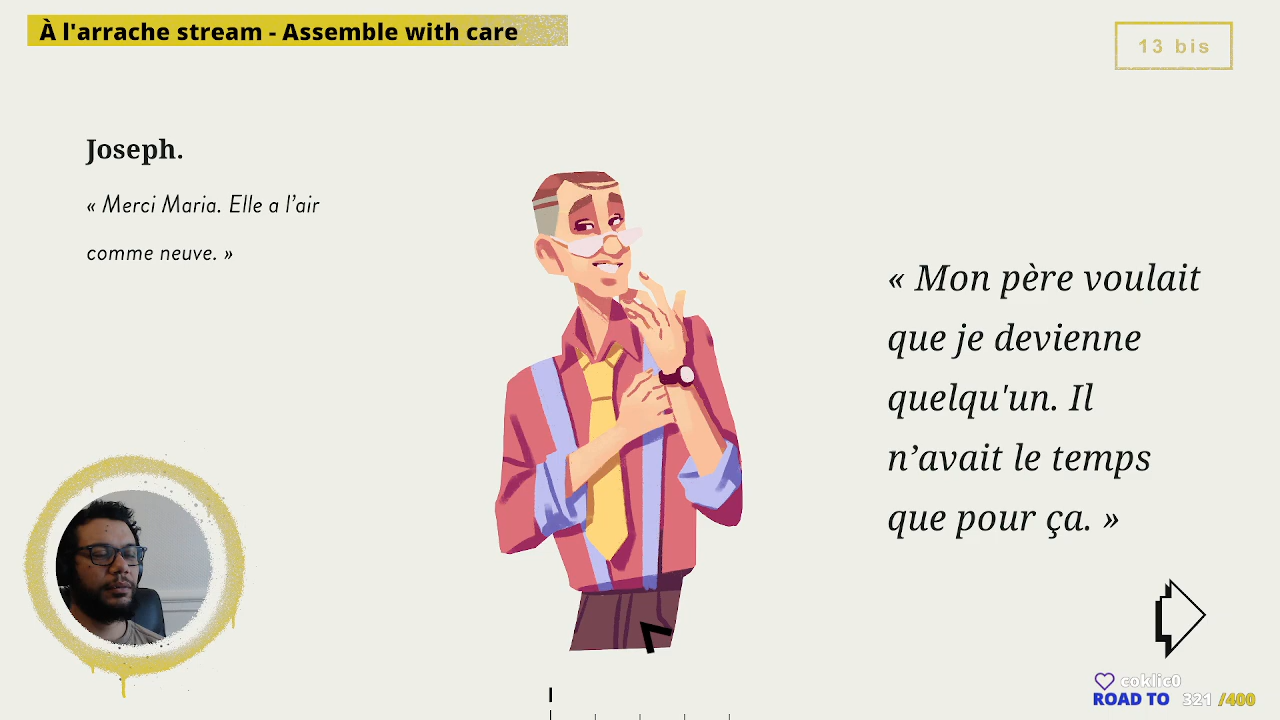 À l'arrache stream - Assemble with care
13 bis
Joseph.
« Merci Maria. Elle a l’air
comme neuve. »
« Mon père voulait
que je devienne
quelqu'un. Il
n’avait le temps
que pour ça. »
coklic0
ROAD TO 321 /400